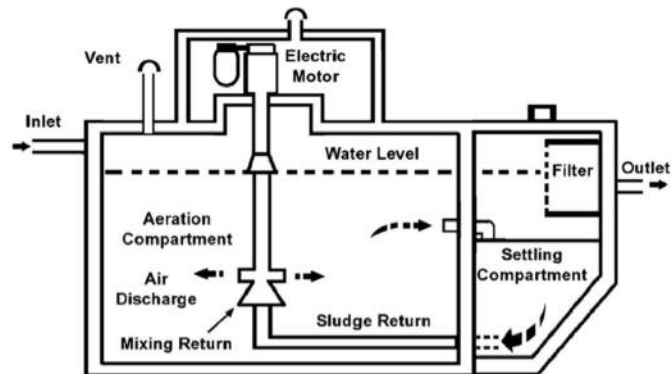 Vent
Electric
Motor
Inlet
Water Level
Filter
Outlet
Aeration
Compartment
Settling
Compartment
Air
Discharge
Sludge Return
Mixing Return